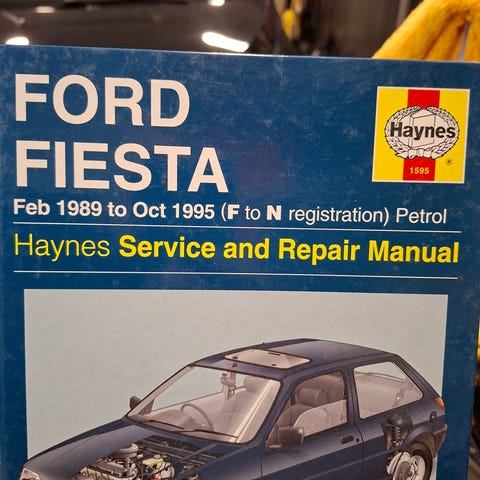 FORD
FIESTA
Haynes
®
1595
Feb 1989 to Oct 1995 (F to N registration) Petrol
Haynes Service and Repair Manual